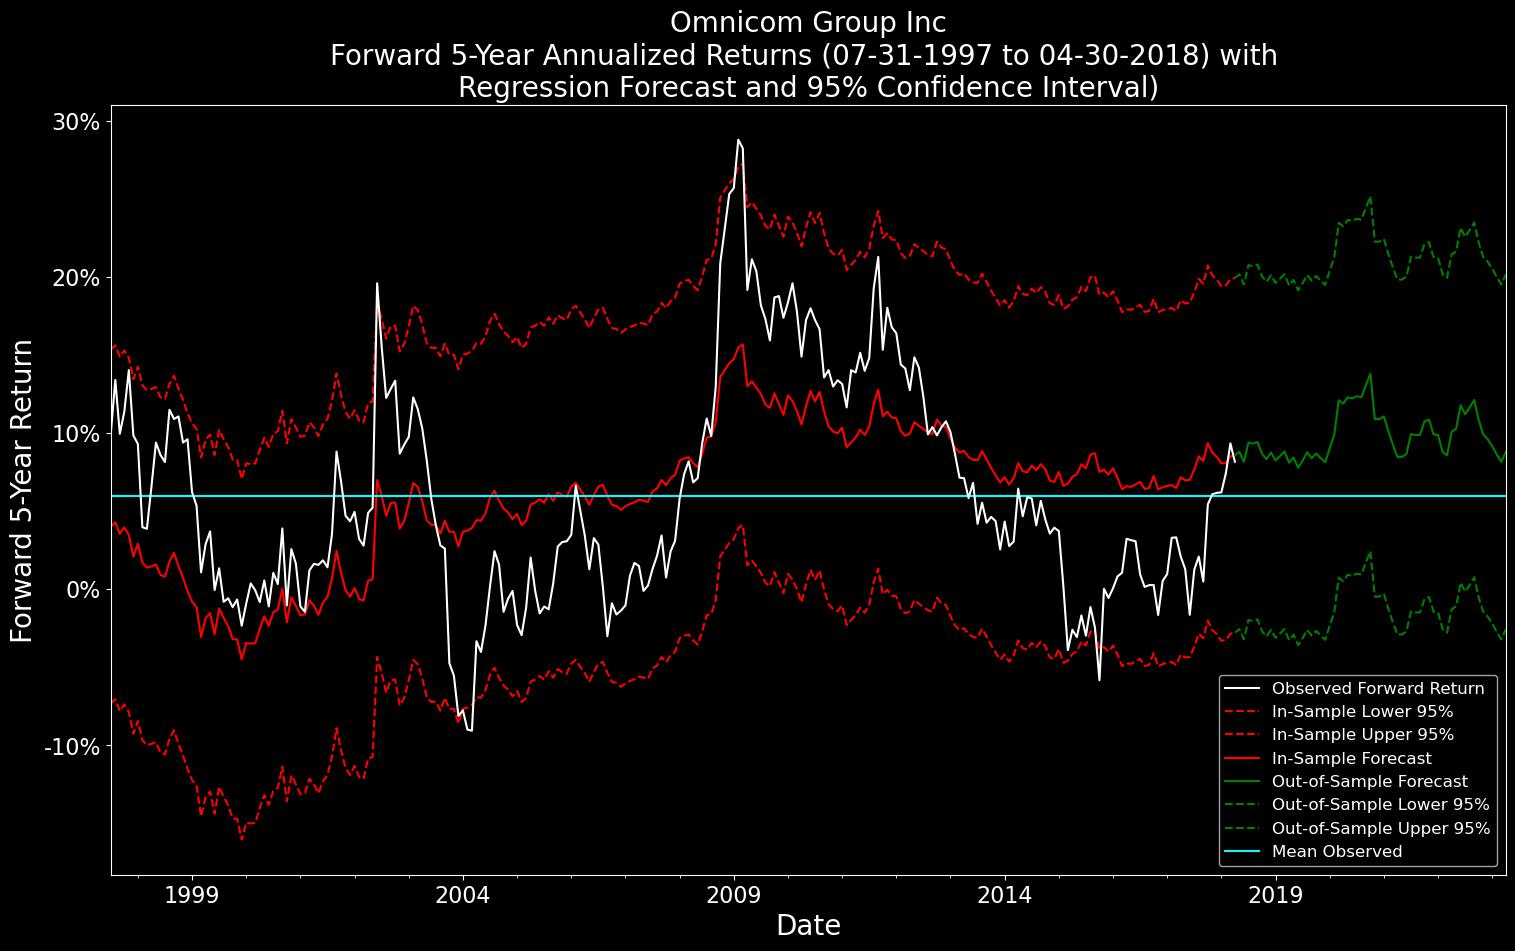 Omnicom Group Inc
Forward 5-Year Annualized Returns (07-31-1997 to 04-30-2018) with
Regression Forecast and 95% Confidence Interval)
Forward 5-Year Return
30%
20%
10%
0%
-10%
Observed Forward Return
In-Sample Lower 95%
In-Sample Upper 95%
In-Sample Forecast
Out-of-Sample Forecast
Out-of-Sample Lower 95%
Out-of-Sample Upper 95%
Mean Observed
1999 2004 2009 2014 2019
Date